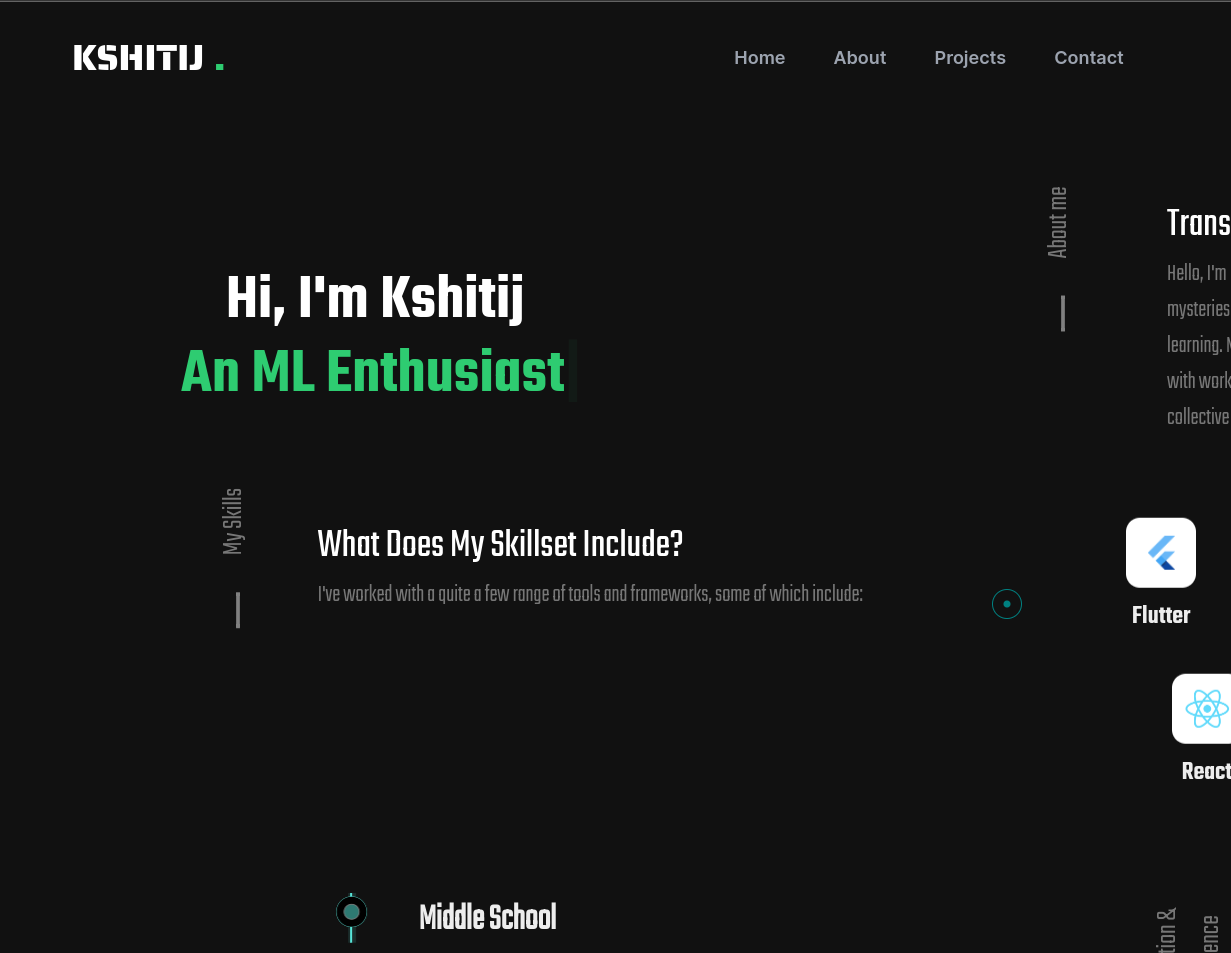 KSHITIJ .
Home
About
Projects
Contact
Hi, I'm Kshitij
An ML Enthusiast
About me
Trans
Hello, I'm
mysteries
learning.
with work
collective
My Skills
What Does My Skillset Include?
I've worked with a quite a few range of tools and frameworks, some of which include:
Flutter
React
Middle School
tion &
ence